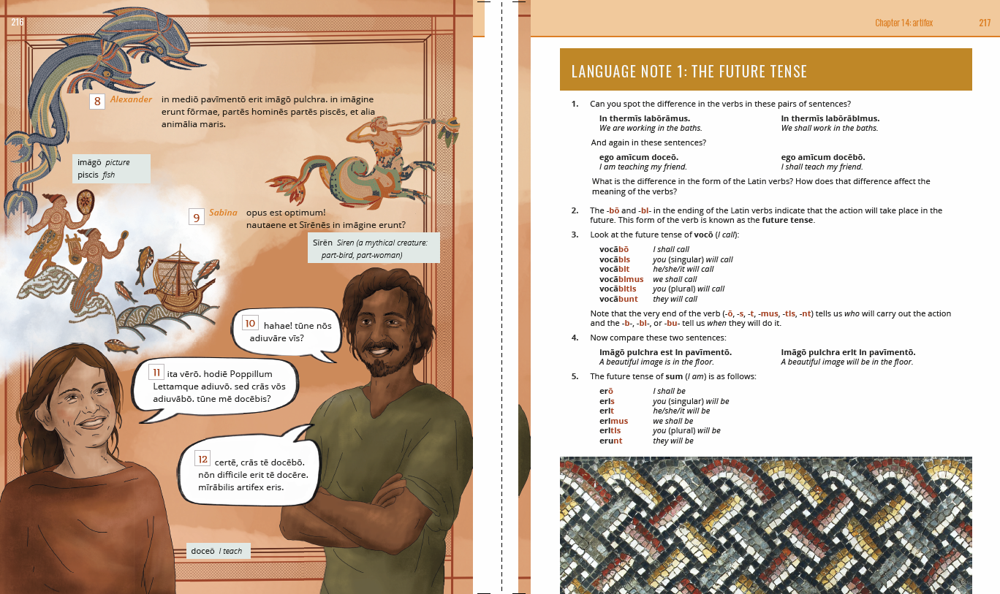 216
8 Alexander in mediō pavīmentō erit imāgō pulchra. in imāgine
erunt fōrmae, partēs hominēs partēs piscēs, et alia
animālia maris.
imāgō picture
piscis fish
9 Sabīna opus est optimum!
nautaene et Sīrēnēs in imāgine erunt?
Sīrēn Siren (a mythical creature:
part-bird, part-woman)
10 hahae! tūne nōs
adiuvāre vīs?
11 ita vērō. hodiē Poppillum
Lettamque adiuvō. sed crās vōs
adiuvābō. tūne mē docēbis?
12 certē, crās tē docēbō.
nōn difficile erit tē docēre.
mīrābilis artifex eris.
doceō I teach
Chapter 14: artifex 217
LANGUAGE NOTE 1: THE FUTURE TENSE
1. Can you spot the difference in the verbs in these pairs of sentences?
In thermīs labōrāmus. In thermīs labōrābImus.
We are working in the baths. We shall work in the baths.
And again in these sentences?
ego amīcum doceō. ego amīcum docēbō.
I am teaching my friend. I shall teach my friend.
What is the difference in the form of the Latin verbs? How does that difference affect the
meaning of the verbs?
2. The -bō and -bI- in the ending of the Latin verbs indicate that the action will take place in the
future. This form of the verb is known as the future tense.
3. Look at the future tense of vocō (I call):
vocābō I shall call
vocābIs you (singular) will call
vocābIt he/she/it will call
vocābImus we shall call
vocābItIs you (plural) will call
vocābunt they will call
Note that the very end of the verb (-ō, -s, -t, -mus, -tIs, -nt) tells us who will carry out the action
and the -b-, -bI-, or -bu- tell us when they will do it.
4. Now compare these two sentences:
Imāgō pulchra est In pavīmentō. Imāgō pulchra erIt In pavīmentō.
A beautiful image is in the floor. A beautiful image will be in the floor.
5. The future tense of sum (I am) is as follows:
erō I shall be
erIs you (singular) will be
erIt he/she/it will be
erImus we shall be
erItIs you (plural) will be
erunt they will be